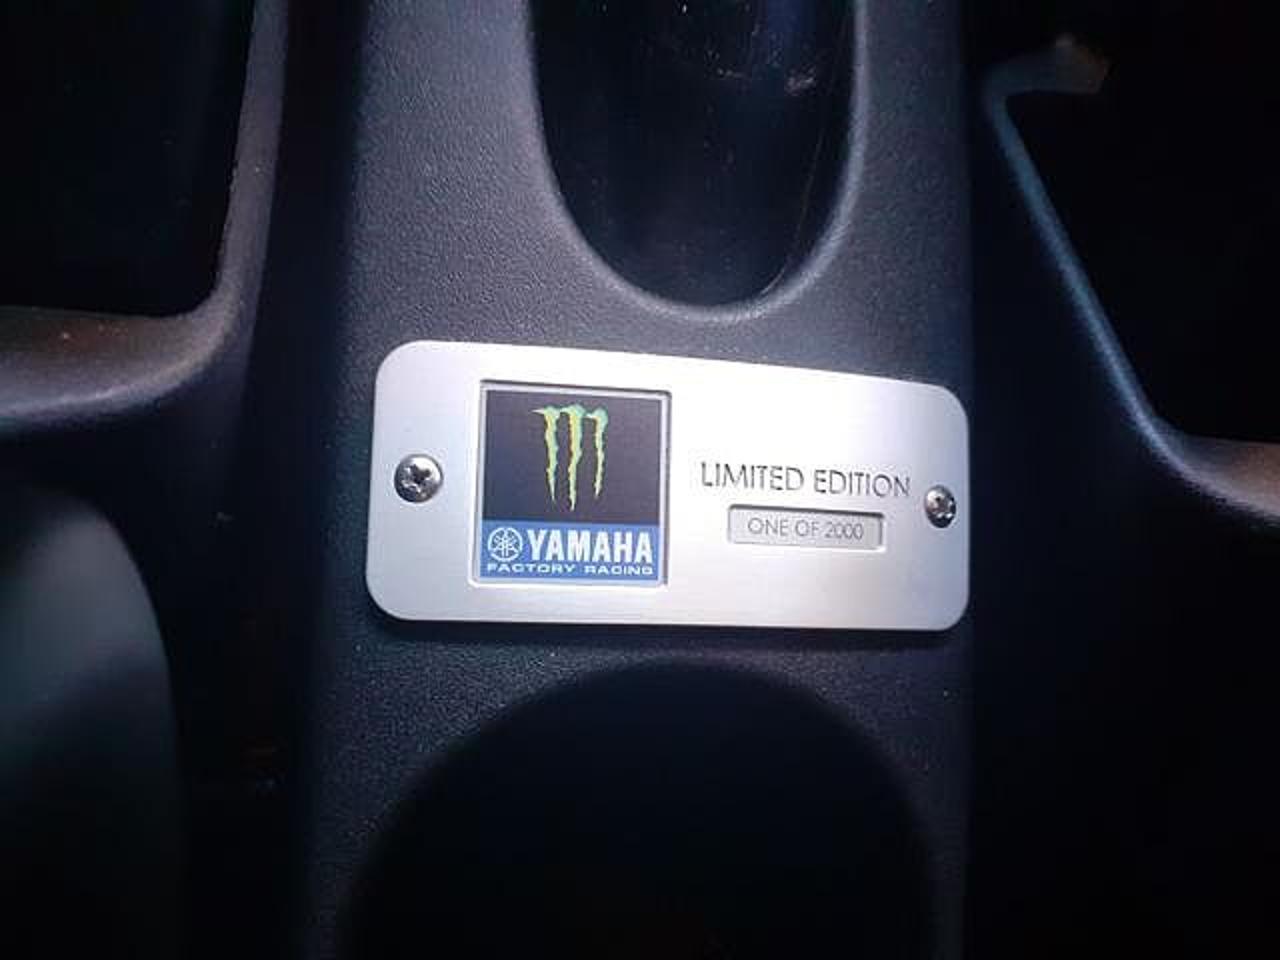 YAMAHA
FACTORY RACING
LIMITED EDITION
ONE OF 2000